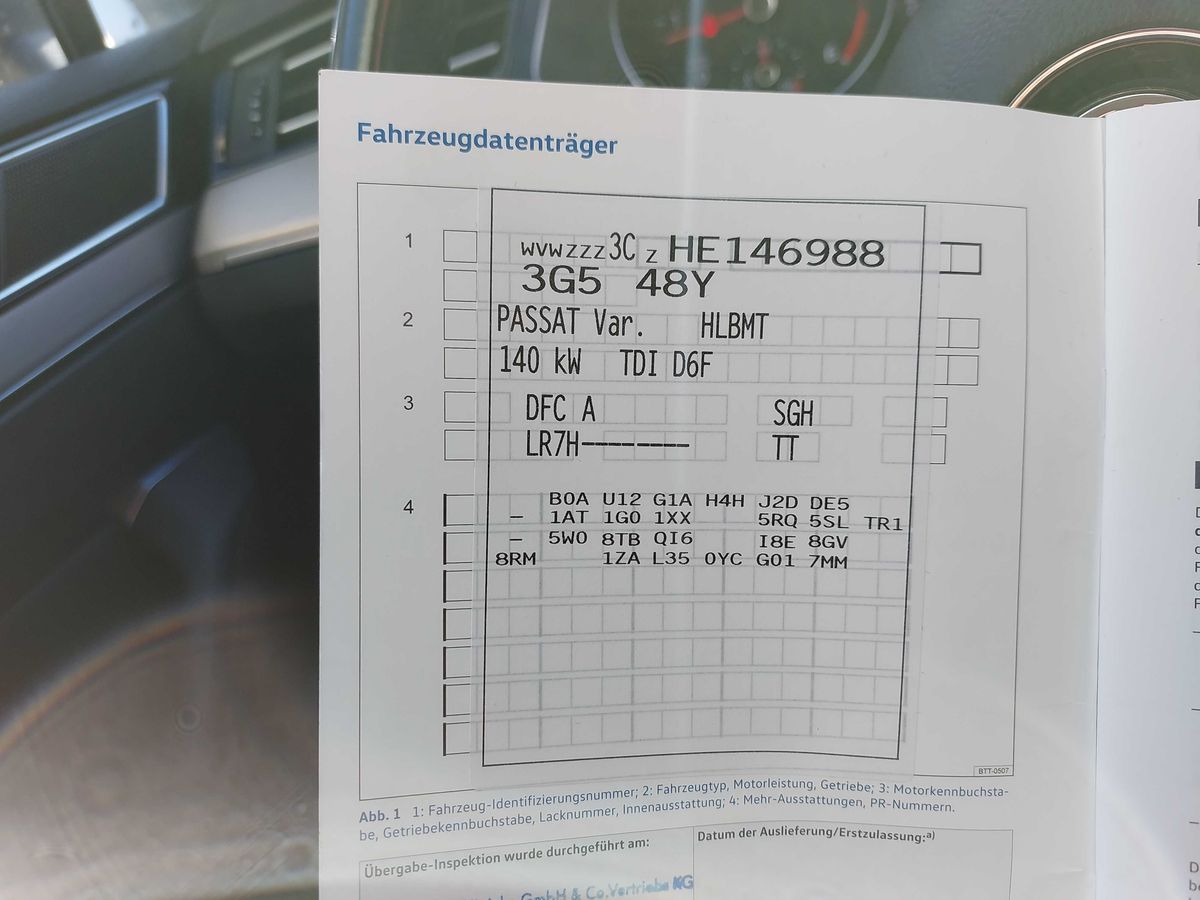 Fahrzeugdatenträger
1 WVWZZZ3CZHE146988
3G5 48Y
2 PASSAT Var. HLBMT
140 kW TDI D6F
3 DFC A SGH
LR7H-------- TT
4 B0A U12 G1A H4H J2D DE5
- 1AT 1G0 1XX 5RQ 5SL TR1
- 5W0 8TB QI6 I8E 8GV
8RM 1ZA L35 0YC G01 7MM
BTT-0507
Abb. 1 1: Fahrzeug-Identifizierungsnummer; 2: Fahrzeugtyp, Motorleistung, Getriebe; 3: Motorkennbuchsta-
be, Getriebekennbuchstabe, Lacknummer, Innenausstattung; 4: Mehr-Ausstattungen, PR-Nummern.
Übergabe-Inspektion wurde durchgeführt am:
Datum der Auslieferung/Erstzulassung:a)
GmbH & Co.Vertriebs KG